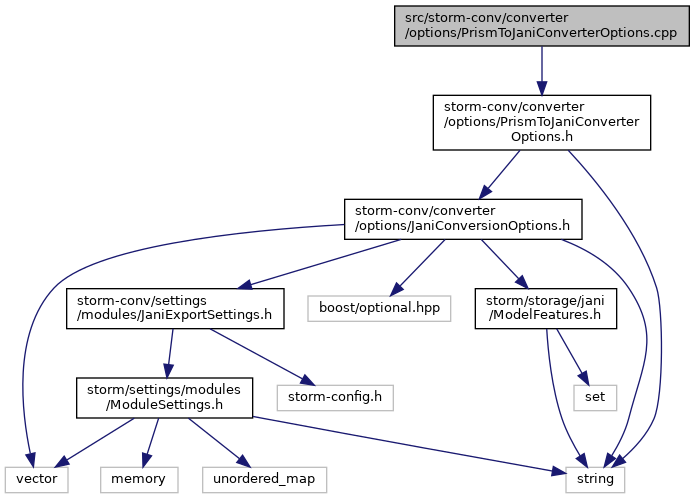 src/storm-conv/converter
/options/PrismToJaniConverterOptions.cpp
storm-conv/converter
/options/PrismToJaniConverter
Options.h
storm-conv/converter
/options/JaniConversionOptions.h
storm-conv/settings
/modules/JaniExportSettings.h
boost/optional.hpp
storm/storage/jani
/ModelFeatures.h
storm/settings/modules
/ModuleSettings.h
storm-config.h
set
vector
memory
unordered_map
string